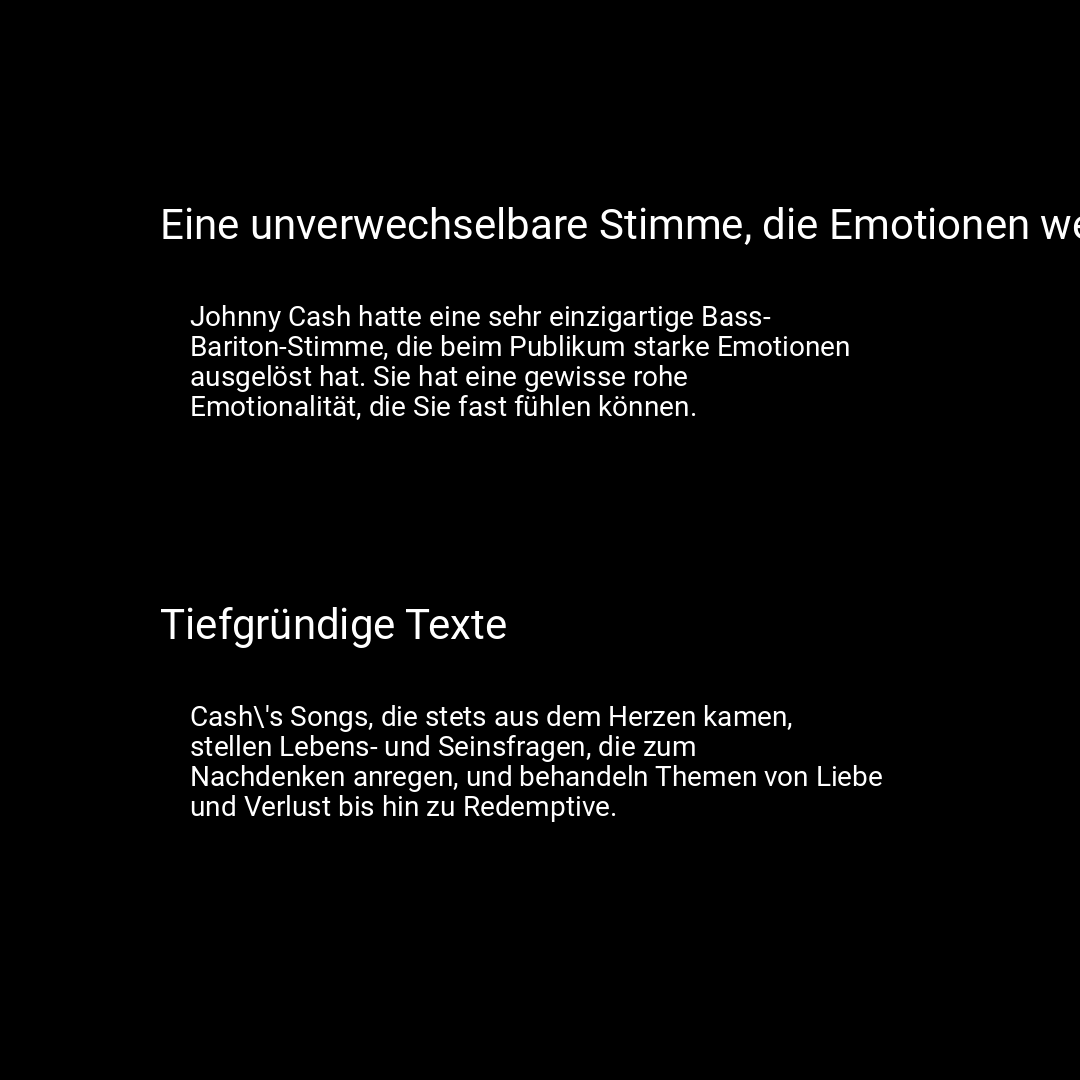 Eine unverwechselbare Stimme, die Emotionen
Johnny Cash hatte eine sehr einzigartige Bass-
Bariton-Stimme, die beim Publikum starke Emotionen
ausgelöst hat. Sie hat eine gewisse rohe
Emotionalität, die Sie fast fühlen können.
Tiefgründige Texte
Cash\'s Songs, die stets aus dem Herzen kamen,
stellen Lebens- und Seinsfragen, die zum
Nachdenken anregen, und behandeln Themen von Liebe
und Verlust bis hin zu Redemptive.